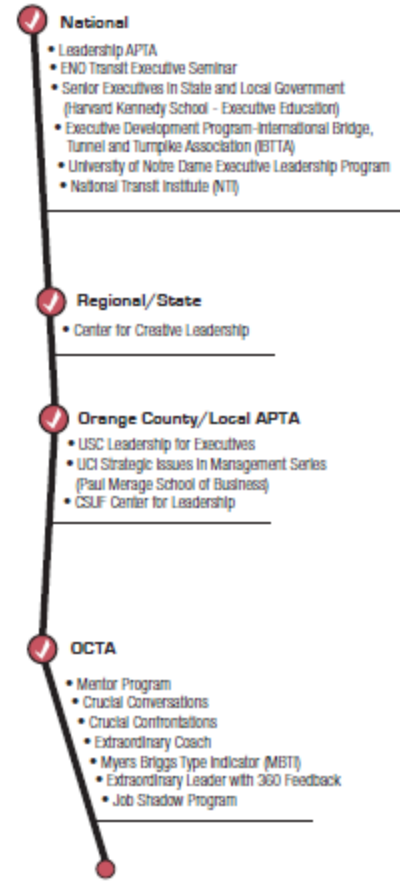 National
• Leadership APTA
• ENO Transit Executive Seminar
• Senior Executives in State and Local Government
(Harvard Kennedy School - Executive Education)
• Executive Development Program-International Bridge,
Tunnel and Turnpike Association (IBTTA)
• University of Notre Dame Executive Leadership Program
• National Transit Institute (NTI)
Regional/State
• Center for Creative Leadership
Orange County/Local APTA
• USC Leadership for Executives
• UCI Strategic Issues in Management Series
(Paul Merage School of Business)
• CSUF Center for Leadership
OCTA
• Mentor Program
• Crucial Conversations
• Crucial Confrontations
• Extraordinary Coach
• Myers Briggs Type Indicator (MBTI)
• Extraordinary Leader with 360 Feedback
• Job Shadow Program